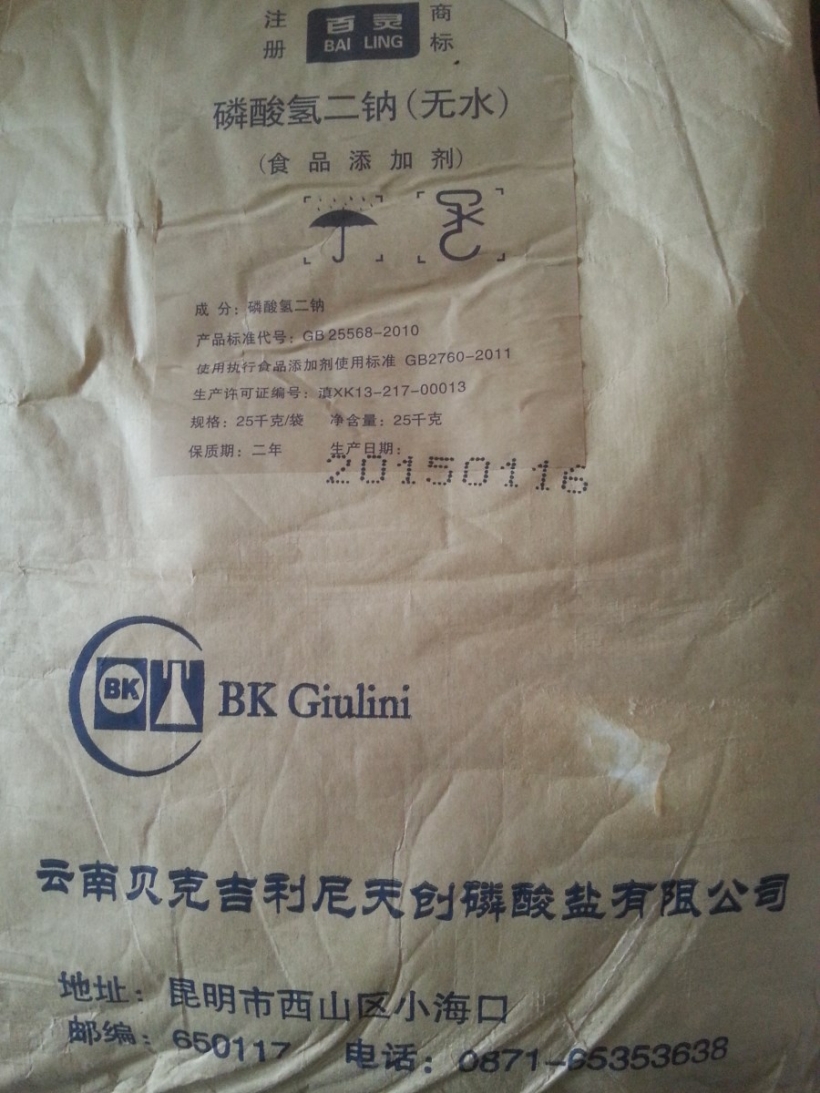 注册 百灵 商标
BAI LING
磷酸氢二钠(无水)
(食品添加剂)
成 分：磷酸氢二钠
产品标准代号：GB 25568-2010
使用执行食品添加剂使用标准 GB2760-2011
生产许可证编号：滇XK13-217-00013
规格：25千克/袋 净含量：25千克
保质期：二年 生产日期：
20150116
BK BK Giulini
云南贝克吉利尼天创磷酸盐有限公司
地址：昆明市西山区小海口
邮编：650117 电话：0871-65353638